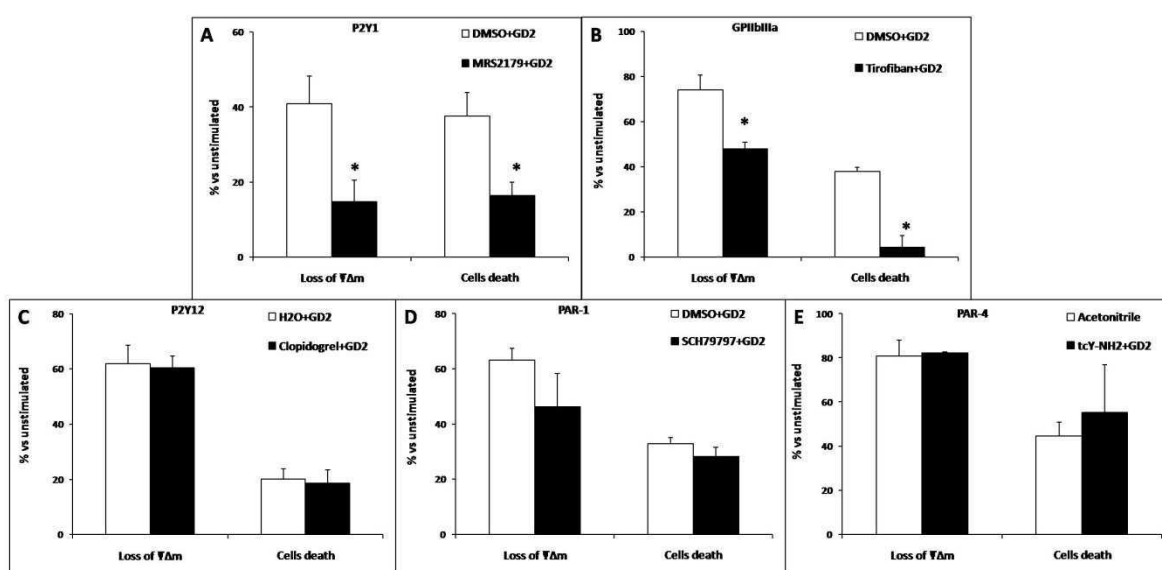 A
P2Y1
DMSO+GD2
MRS2179+GD2
% vs unstimulated
60
40
20
0
*
*
Loss of ΨΔm
Cells death
B
GPIIbIIIa
DMSO+GD2
Tirofiban+GD2
% vs unstimulated
100
80
60
40
20
0
*
*
Loss of ΨΔm
Cells death
C
P2Y12
H2O+GD2
Clopidogrel+GD2
% vs unstimulated
80
60
40
20
0
Loss of ΨΔm
Cells death
D
PAR-1
DMSO+GD2
SCH79797+GD2
% vs unstimulated
80
60
40
20
0
Loss of ΨΔm
Cells death
E
PAR-4
Acetonitrile
tcY-NH2+GD2
% vs unstimulated
100
80
60
40
20
0
Loss of ΨΔm
Cells death